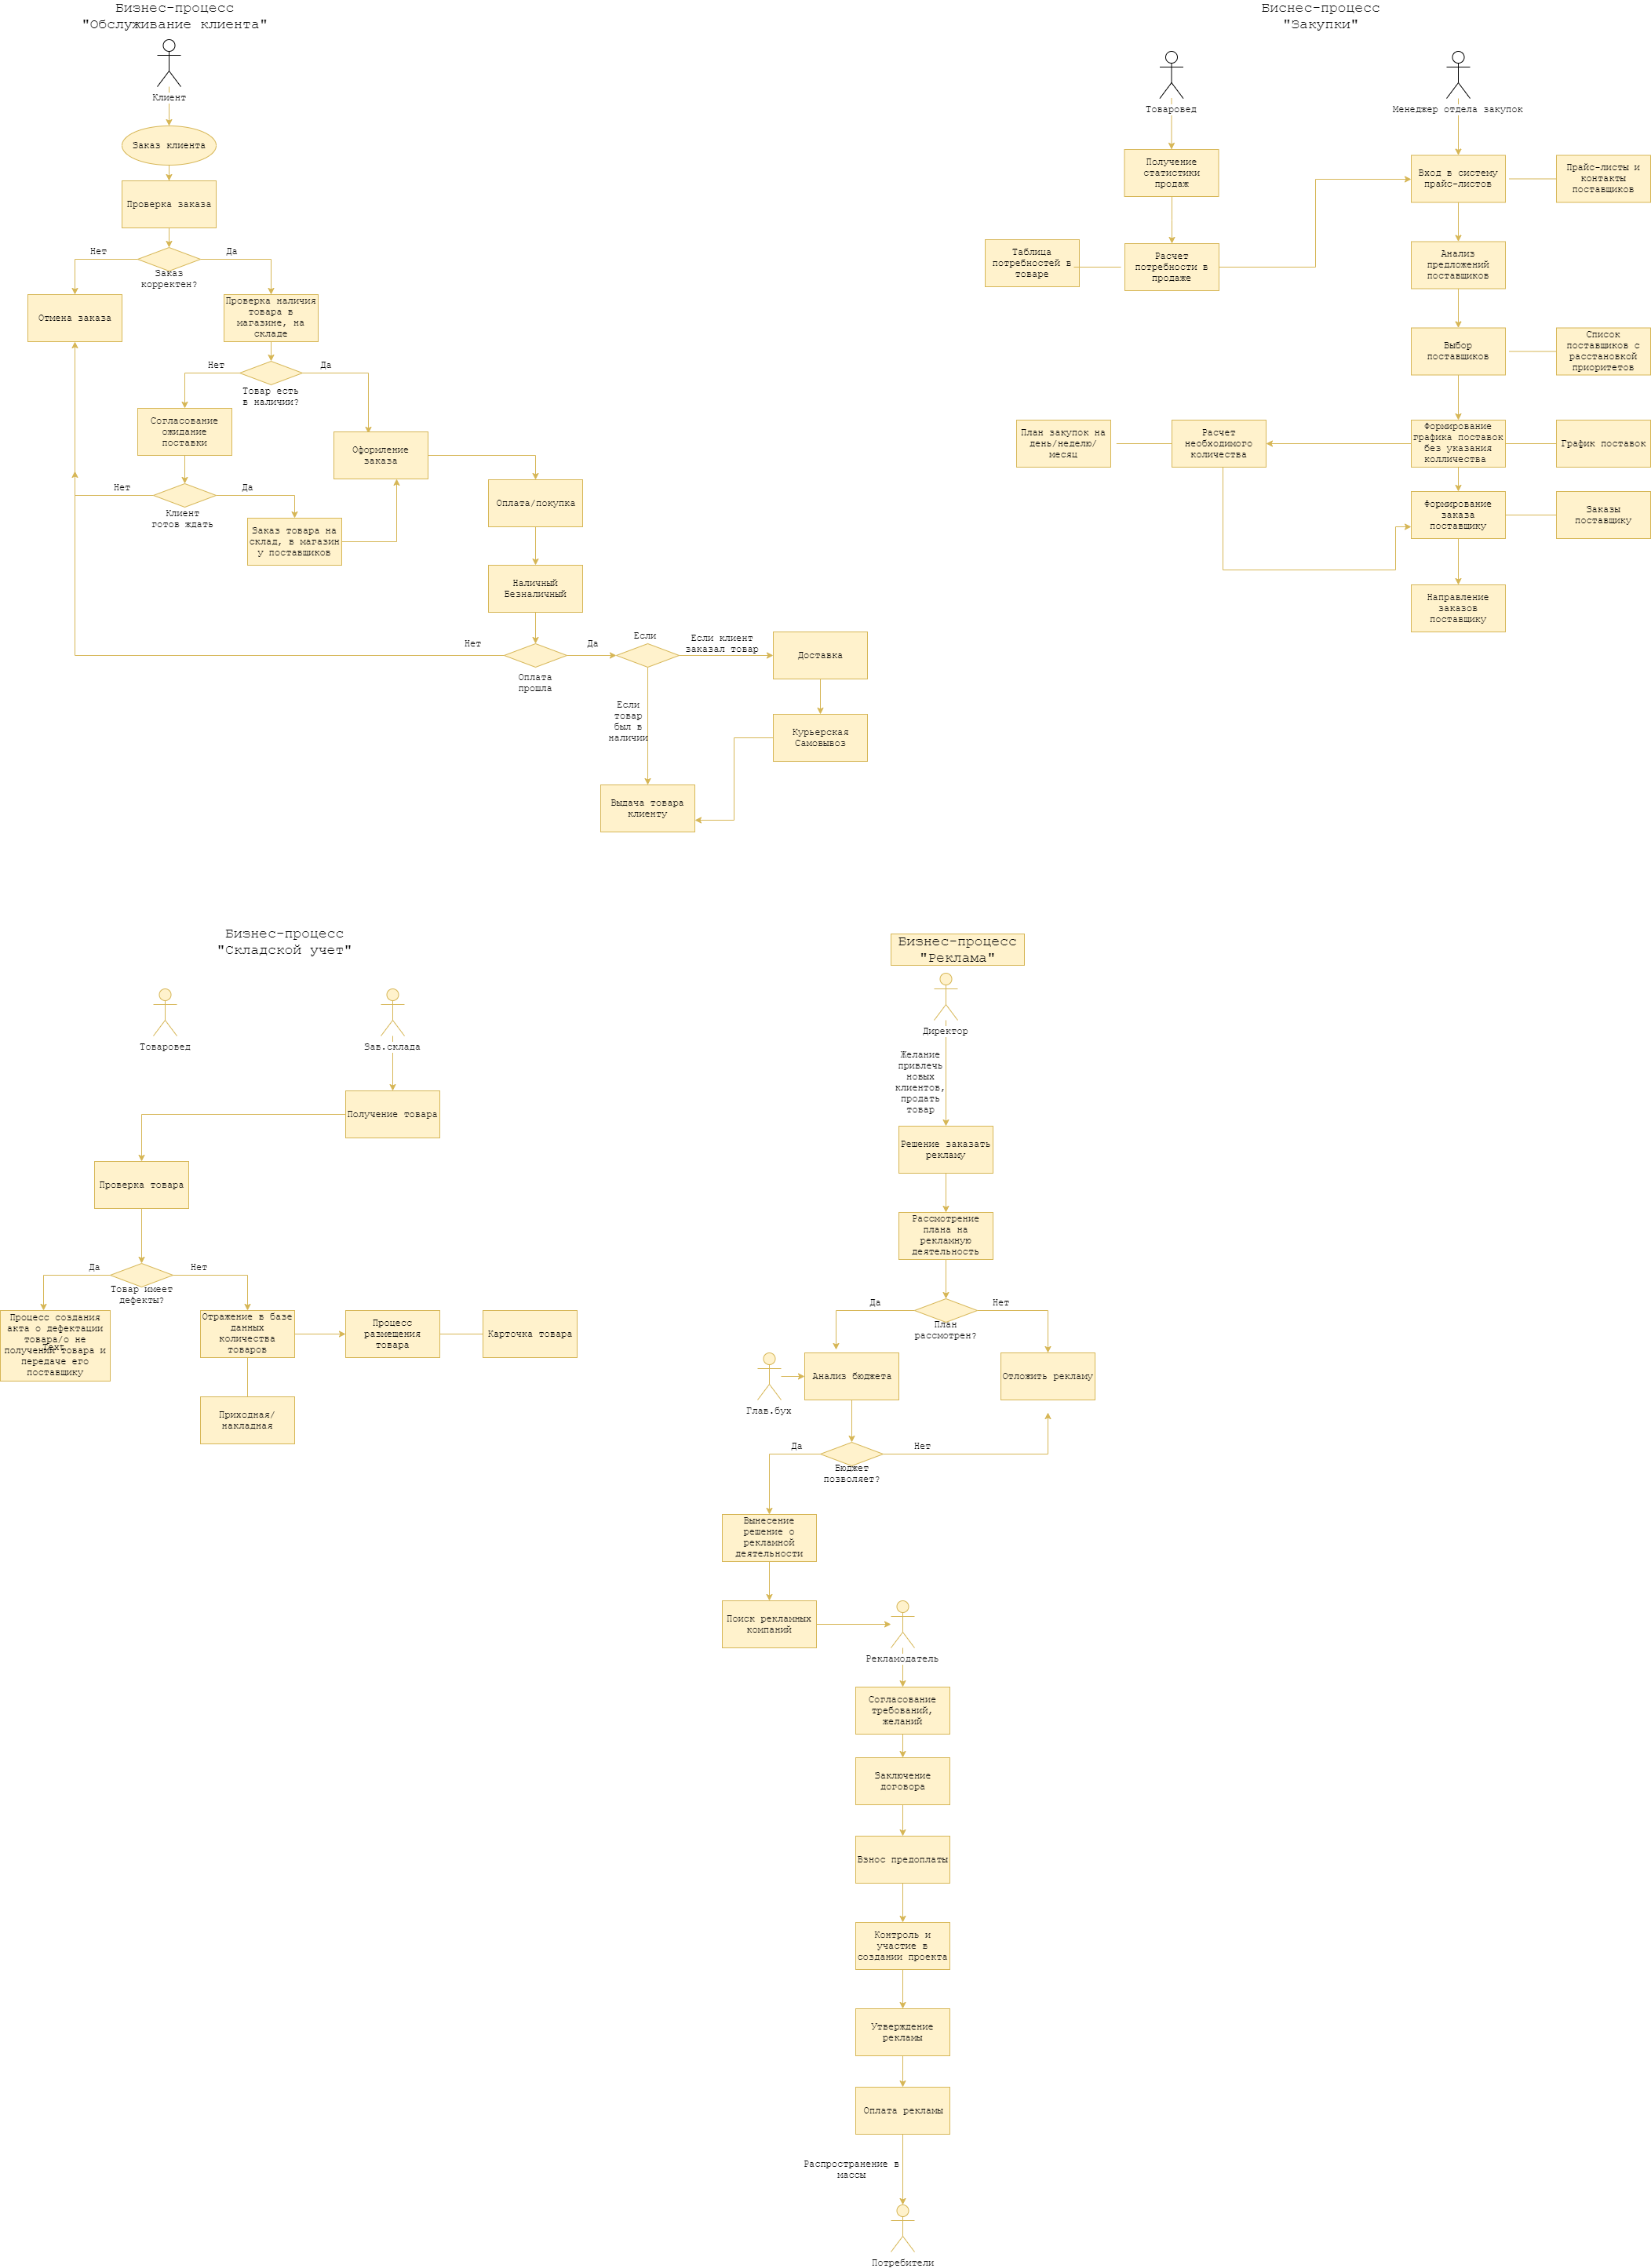 Бизнес-процесс
"Обслуживание клиента"
Клиент
Заказ клиента
Проверка заказа
Нет
Да
Заказ
корректен?
Отмена заказа
Проверка наличия
товара в
магазине, на
складе
Нет
Да
Товар есть
в наличии?
Согласование
ожидание
поставки
Оформление
заказа
Нет
Да
Клиент
готов ждать
Заказ товара на
склад, в магазин
у поставщиков
Оплата/покупка
Наличный
Безналичный
Нет
Да
Оплата
прошла
Если
Если клиент
заказал товар
Доставка
Если
товар
был в
наличии
Курьерская
Самовывоз
Выдача товара
клиенту
Биснес-процесс
"Закупки"
Товаровед
Менеджер отдела закупок
Получение
статистики
продаж
Вход в систему
прайс-листов
Прайс-листы и
контакты
поставщиков
Таблица
потребностей в
товаре
Расчет
потребности в
продаже
Анализ
предложений
поставщиков
Выбор
поставщиков
Список
поставщиков с
расстановкой
приоритетов
План закупок на
день/неделю/
месяц
Расчет
необходимого
количества
Формирование
графика поставок
без указания
колличества
График поставок
Формирование
заказа
поставщику
Заказы
поставщику
Направление
заказов
поставщику
Бизнес-процесс
"Складской учет"
Товаровед
Зав.склада
Получение товара
Проверка товара
Да
Нет
Товар имеет
дефекты?
Процесс создания
акта о дефектации
товара/о не
Text
получении товара и
передаче его
поставщику
Отражение в базе
данных
количества
товаров
Процесс
размещения
товара
Карточка товара
Приходная/
накладная
Бизнес-процесс
"Реклама"
Директор
Желание
привлечь
новых
клиентов,
продать
товар
Решение заказать
рекламу
Рассмотрение
плана на
рекламную
деятельность
Да
Нет
План
рассмотрен?
Глав.бух
Анализ бюджета
Отложить рекламу
Да
Нет
Бюджет
позволяет?
Вынесение
решение о
рекламной
деятельности
Поиск рекламных
компаний
Рекламодатель
Согласование
требований,
желаний
Заключение
договора
Взнос предоплаты
Контроль и
участие в
создании проекта
Утверждение
рекламы
Оплата рекламы
Распространение в
массы
Потребители